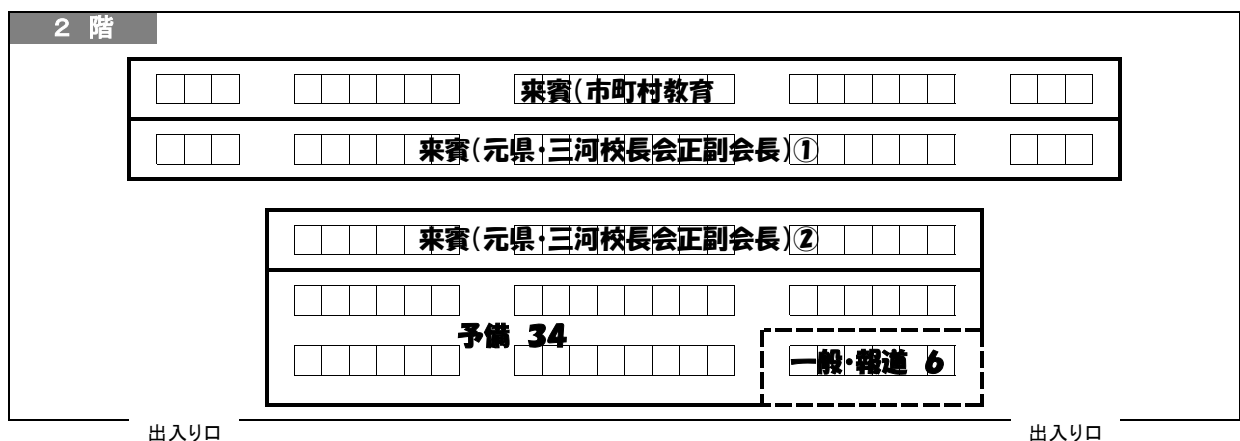 ２ 階
来賓(市町村教育
来賓(元県･三河校長会正副会長)①
来賓(元県･三河校長会正副会長)②
予備 34
一般･報道 6
出入り口 出入り口